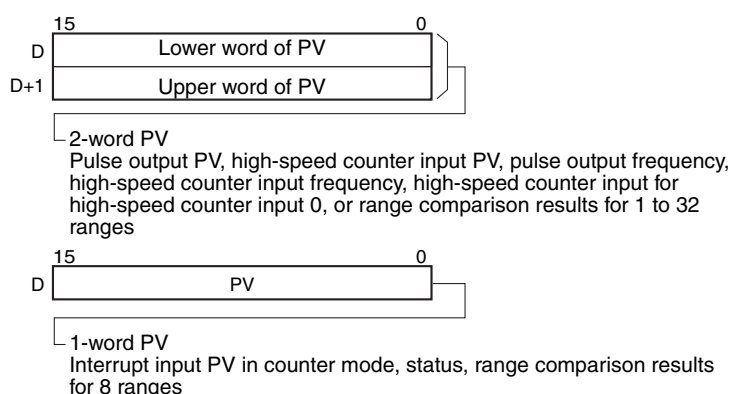 15 0
D Lower word of PV
D+1 Upper word of PV
2-word PV
Pulse output PV, high-speed counter input PV, pulse output frequency,
high-speed counter input frequency, high-speed counter input for
high-speed counter input 0, or range comparison results for 1 to 32
ranges
15 0
D PV
1-word PV
Interrupt input PV in counter mode, status, range comparison results
for 8 ranges